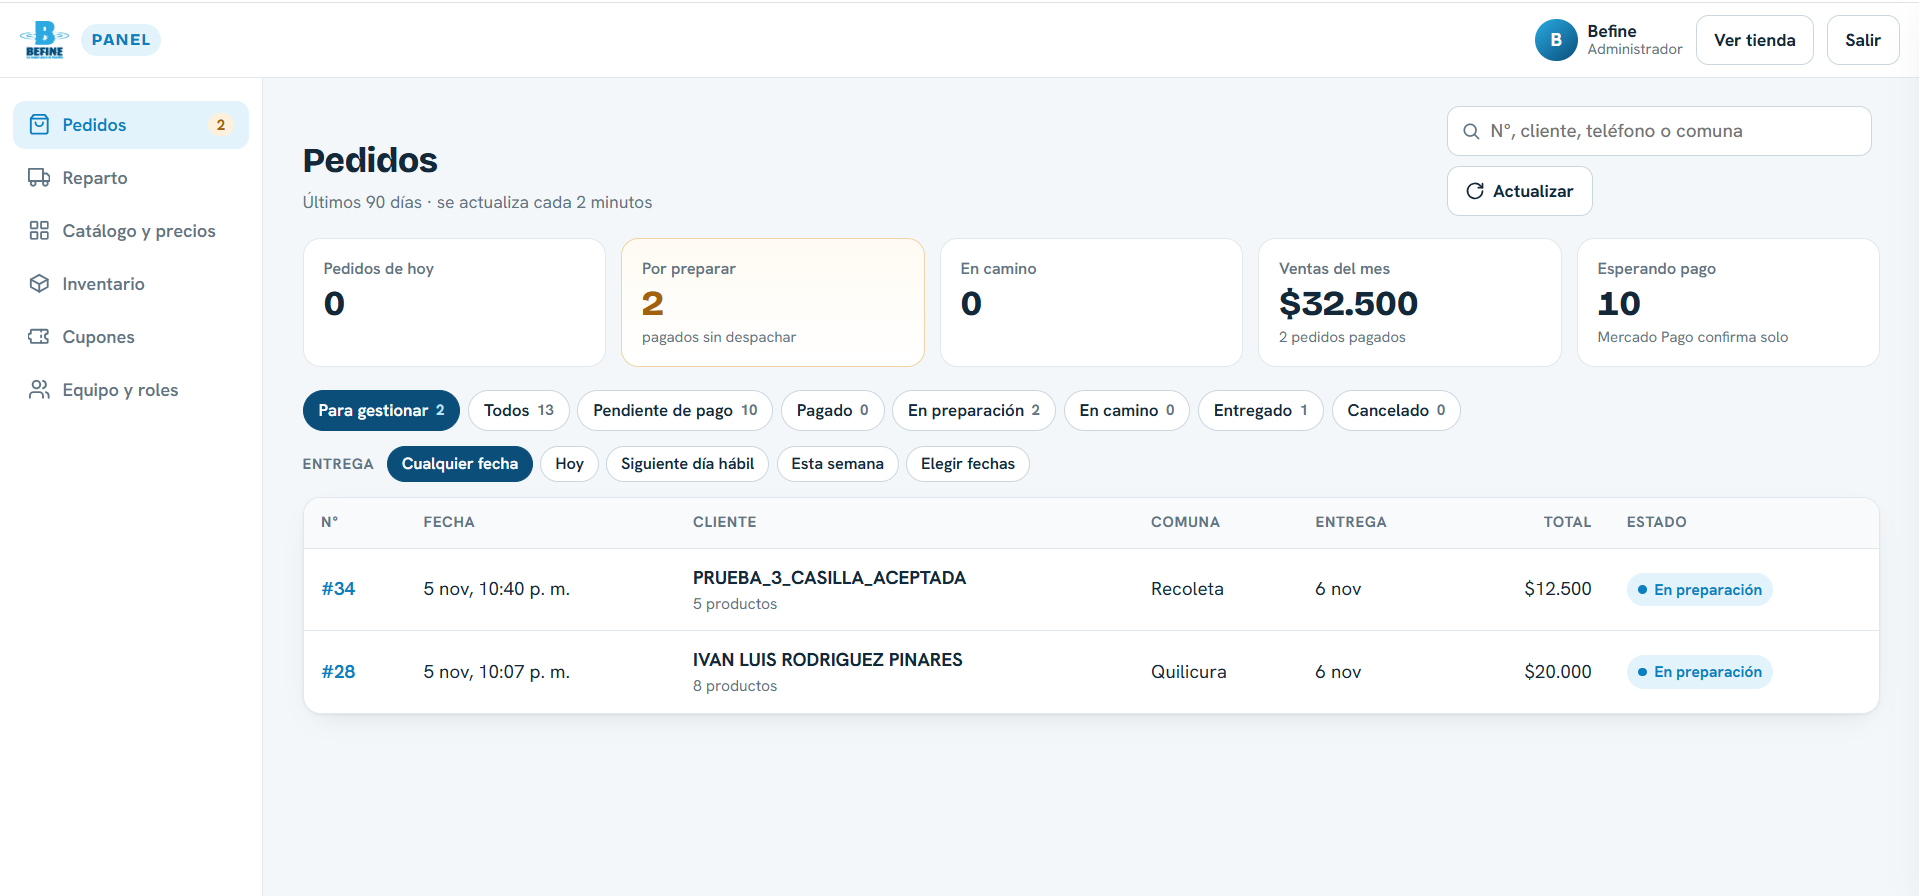 B
BEFINE
PANEL
B
Befine
Administrador
Ver tienda
Salir
Pedidos
2
Reparto
Catálogo y precios
Inventario
Cupones
Equipo y roles
Pedidos
Últimos 90 días · se actualiza cada 2 minutos
N°, cliente, teléfono o comuna
Actualizar
Pedidos de hoy
0
Por preparar
2
pagados sin despachar
En camino
0
Ventas del mes
$32.500
2 pedidos pagados
Esperando pago
10
Mercado Pago confirma solo
Para gestionar 2
Todos 13
Pendiente de pago 10
Pagado 0
En preparación 2
En camino 0
Entregado 1
Cancelado 0
ENTREGA
Cualquier fecha
Hoy
Siguiente día hábil
Esta semana
Elegir fechas
N° FECHA CLIENTE COMUNA ENTREGA TOTAL ESTADO
#34 5 nov, 10:40 p. m. PRUEBA_3_CASILLA_ACEPTADA Recoleta 6 nov $12.500 En preparación
5 productos
#28 5 nov, 10:07 p. m. IVAN LUIS RODRIGUEZ PINARES Quilicura 6 nov $20.000 En preparación
8 productos